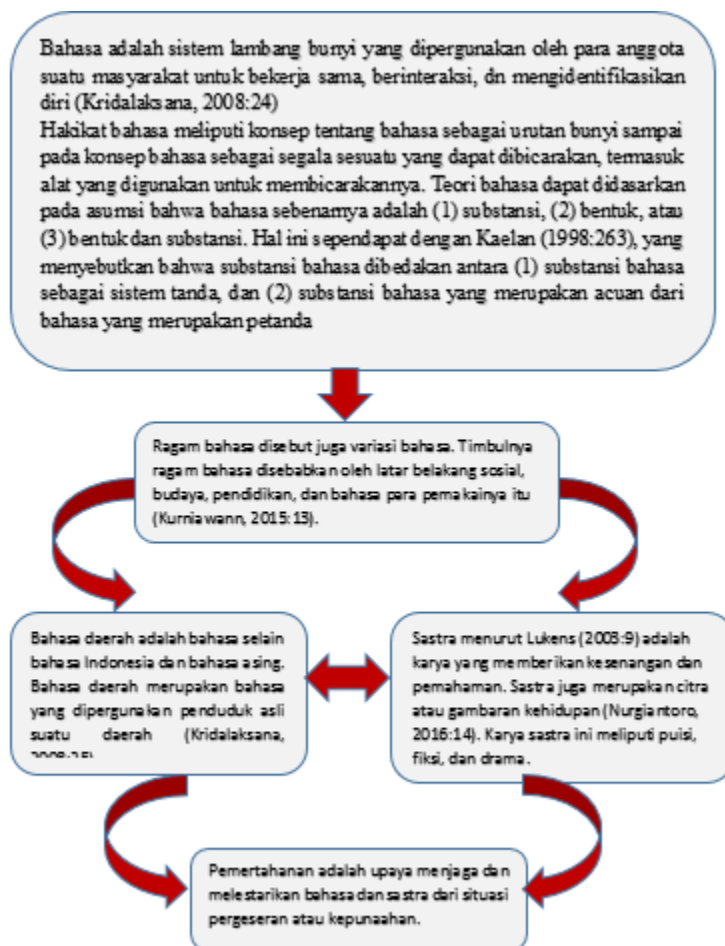 Bahasa adalah sistem lambang bunyi yang dipergunakan oleh para anggota
suatu masyarakat untuk bekerja sama, berinteraksi, dn mengidentifikasikan
diri (Kridalaksana, 2008:24)
Hakikat bahasa meliputi konsep tentang bahasa sebagai urutan bunyi sampai
pada konsep bahasa sebagai segala sesuatu yang dapat dibicarakan, termasuk
alat yang digunakan untuk membicarakannya. Teori bahasa dapat didasarkan
pada asumsi bahwa bahasa sebenarnya adalah (1) substansi, (2) bentuk, atau
(3) bentuk dan substansi. Hal ini sependapat dengan Kaelan (1998:263), yang
menyebutkan bahwa substansi bahasa dibedakan antara (1) substansi bahasa
sebagai sistem tanda, dan (2) substansi bahasa yang merupakan acuan dari
bahasa yang merupakan petanda
Ragam bahasa disebut juga variasi bahasa. Timbulnya
ragam bahasa disebabkan oleh latar belakang sosial,
budaya, pendidikan, dan bahasa para pemakainya itu
(Kurniawann, 2015:13).
Bahasa daerah adalah bahasa selain
bahasa Indonesia dan bahasa asing.
Bahasa daerah merupakan bahasa
yang dipergunakan penduduk asli
suatu daerah (Kridalaksana,
Sastra menurut Lukens (2003:9) adalah
karya yang memberikan kesenangan dan
pemahaman. Sastra juga merupakan citra
atau gambaran kehidupan (Nurgiantoro,
2016:14). Karya sastra ini meliputi puisi,
fiksi, dan drama.
Pemertahanan adalah upaya menjaga dan
melestarikan bahasa dan sastra dari situasi
pergeseran atau kepunaahan.